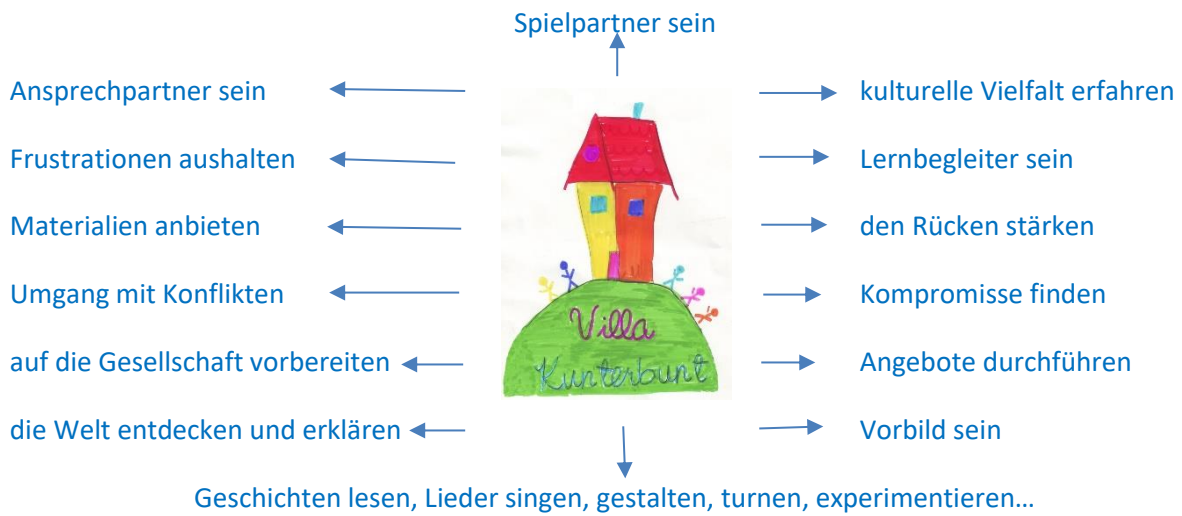 Spielpartner sein
Ansprechpartner sein
kulturelle Vielfalt erfahren
Frustrationen aushalten
Lernbegleiter sein
Materialien anbieten
den Rücken stärken
Umgang mit Konflikten
Kompromisse finden
Villa
Kunterbunt
auf die Gesellschaft vorbereiten
Angebote durchführen
die Welt entdecken und erklären
Vorbild sein
Geschichten lesen, Lieder singen, gestalten, turnen, experimentieren…